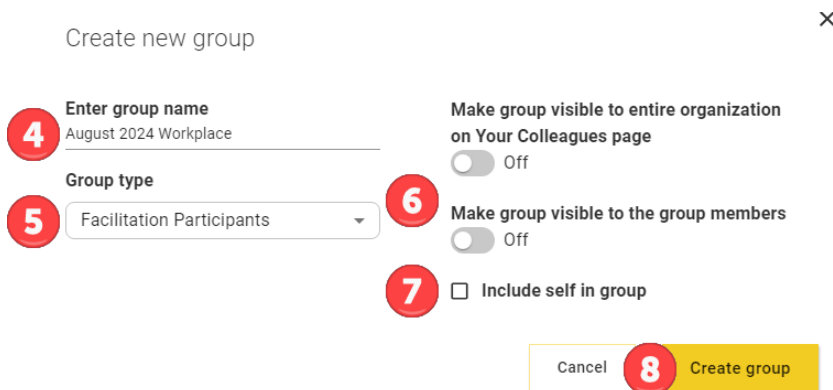 Create new group
4
Enter group name
August 2024 Workplace
5
Group type
Facilitation Participants
6
Make group visible to entire organization
on Your Colleagues page
Off
Make group visible to the group members
Off
7
Include self in group
Cancel
8
Create group